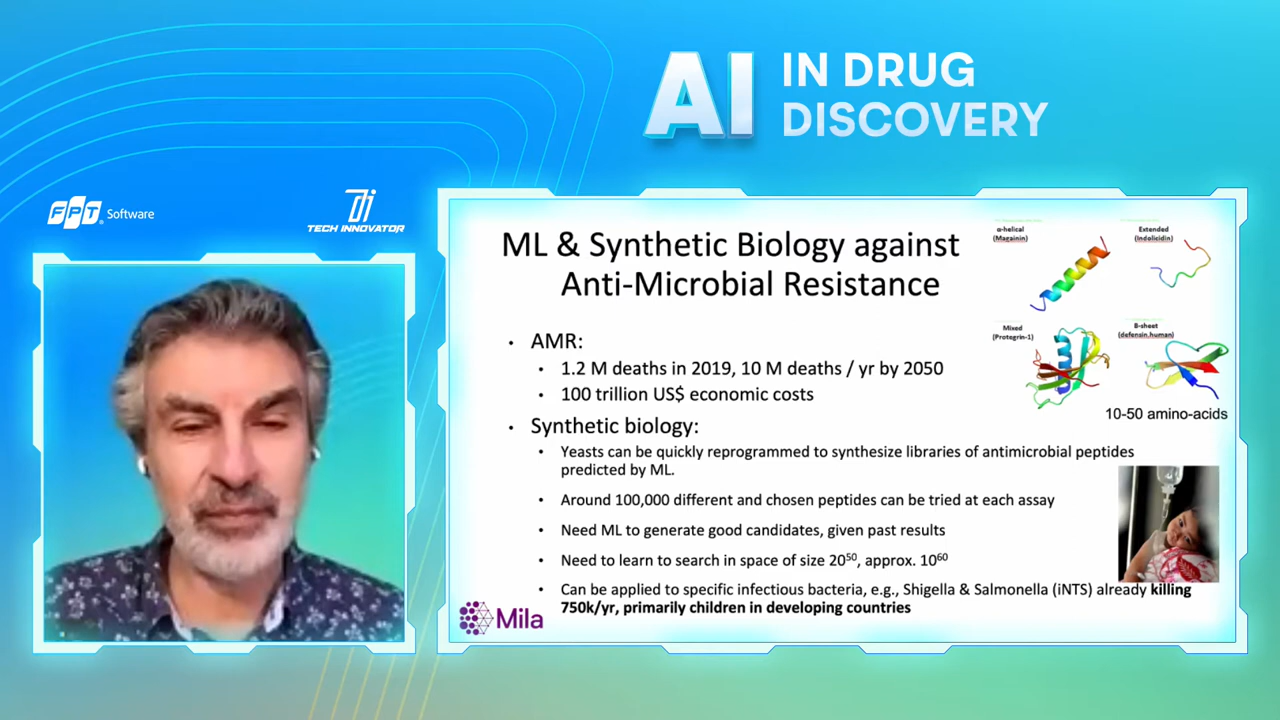 AI IN DRUG
DISCOVERY
FPT Software
TECH INNOVATOR
ML & Synthetic Biology against
Anti-Microbial Resistance
• AMR:
• 1.2 M deaths in 2019, 10 M deaths / yr by 2050
• 100 trillion US$ economic costs
• Synthetic biology:
• Yeasts can be quickly reprogrammed to synthesize libraries of antimicrobial peptides
predicted by ML.
• Around 100,000 different and chosen peptides can be tried at each assay
• Need ML to generate good candidates, given past results
• Need to learn to search in space of size 20⁵⁰, approx. 10⁶⁰
• Can be applied to specific infectious bacteria, e.g., Shigella & Salmonella (iNTS) already killing
750k/yr, primarily children in developing countries
α-helical
(Magainin)
Extended
(Indolicidin)
Mixed
(Protegrin-1)
B-sheet
(defensin,human)
10-50 amino-acids
Mila